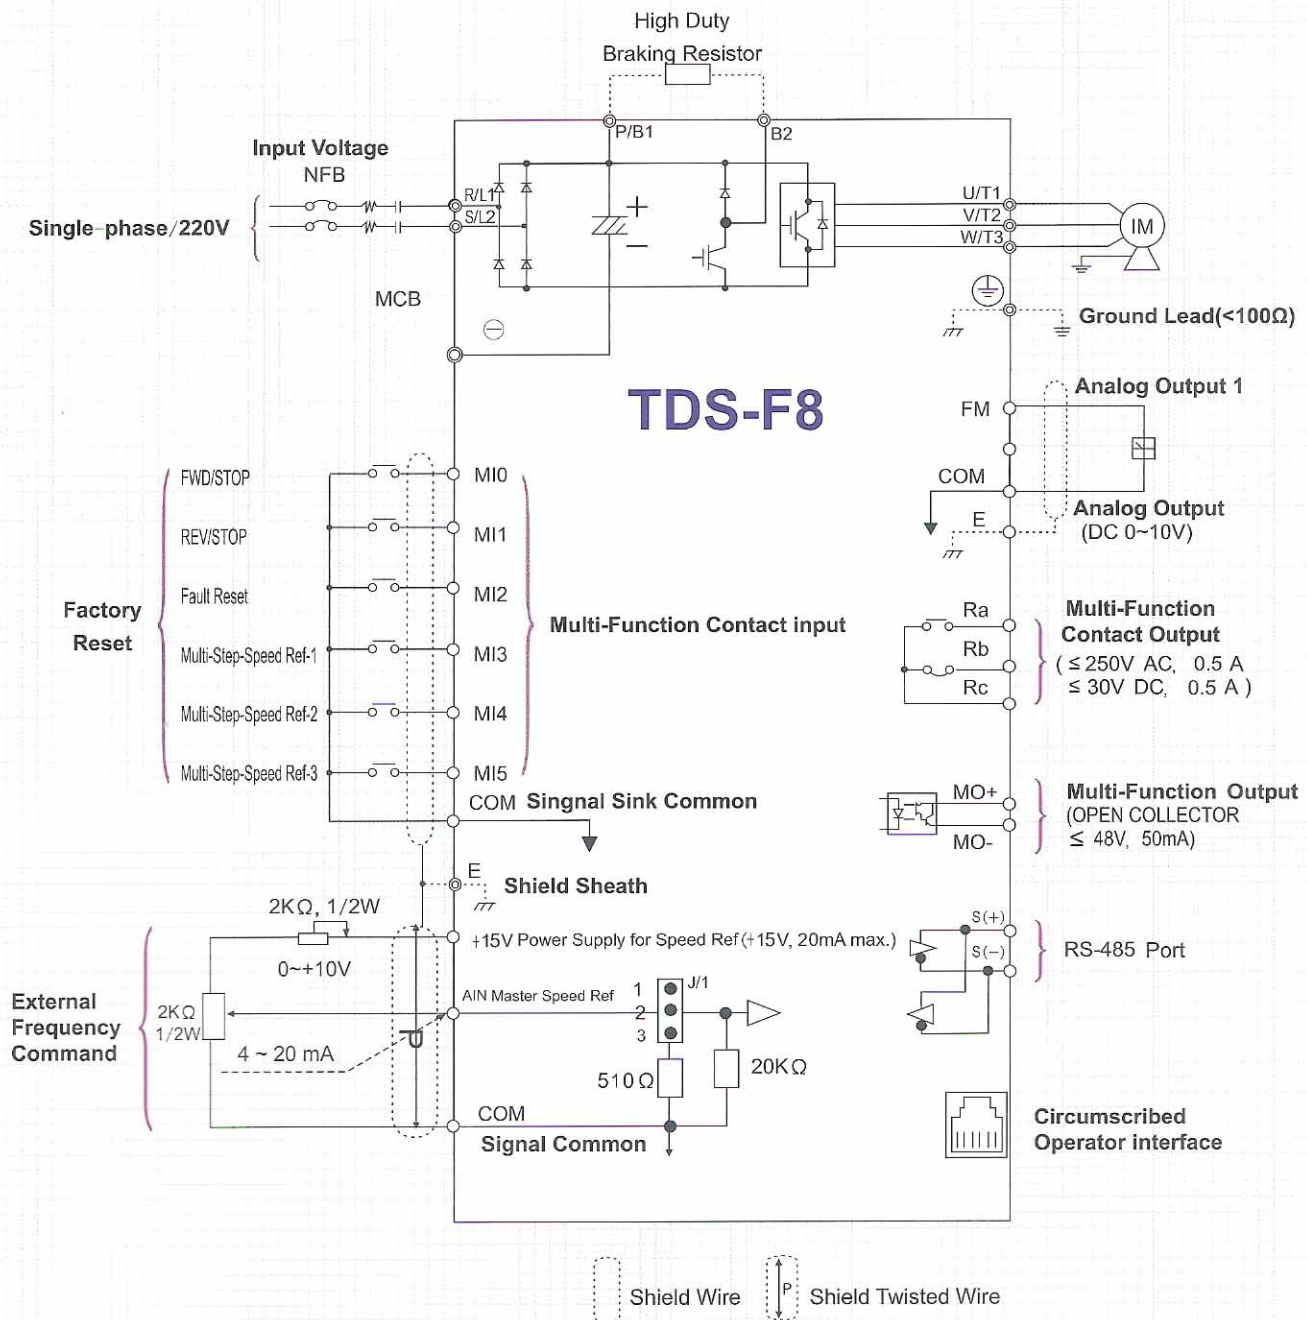 High Duty
Braking Resistor
P/B1
B2
Input Voltage
NFB
R/L1
S/L2
Single-phase/220V
+
−
MCB
U/T1
V/T2
W/T3
IM
Ground Lead(<100Ω)
TDS-F8
FM
Analog Output 1
COM
E
Analog Output
(DC 0~10V)
Factory
Reset
FWD/STOP
REV/STOP
Fault Reset
Multi-Step-Speed Ref-1
Multi-Step-Speed Ref-2
Multi-Step-Speed Ref-3
MI0
MI1
MI2
MI3
MI4
MI5
Multi-Function Contact input
Ra
Rb
Rc
Multi-Function
Contact Output
( ≤ 250V AC, 0.5 A
≤ 30V DC, 0.5 A )
COM Singnal Sink Common
MO+
MO-
Multi-Function Output
(OPEN COLLECTOR
≤ 48V, 50mA)
E
Shield Sheath
2KΩ, 1/2W
0~+10V
+15V Power Supply for Speed Ref (+15V, 20mA max.)
S(+)
S(−)
RS-485 Port
External
Frequency
Command
2KΩ
1/2W
4 ~ 20 mA
P
AIN Master Speed Ref
J/1
1
2
3
510Ω
20KΩ
COM
Signal Common
Circumscribed
Operator interface
Shield Wire
P
Shield Twisted Wire